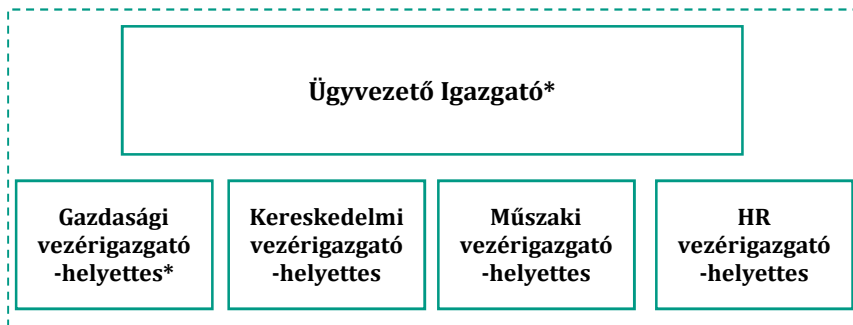 Ügyvezető Igazgató*
Gazdasági
vezérigazgató
-helyettes*
Kereskedelmi
vezérigazgató
-helyettes
Műszaki
vezérigazgató
-helyettes
HR
vezérigazgató
-helyettes